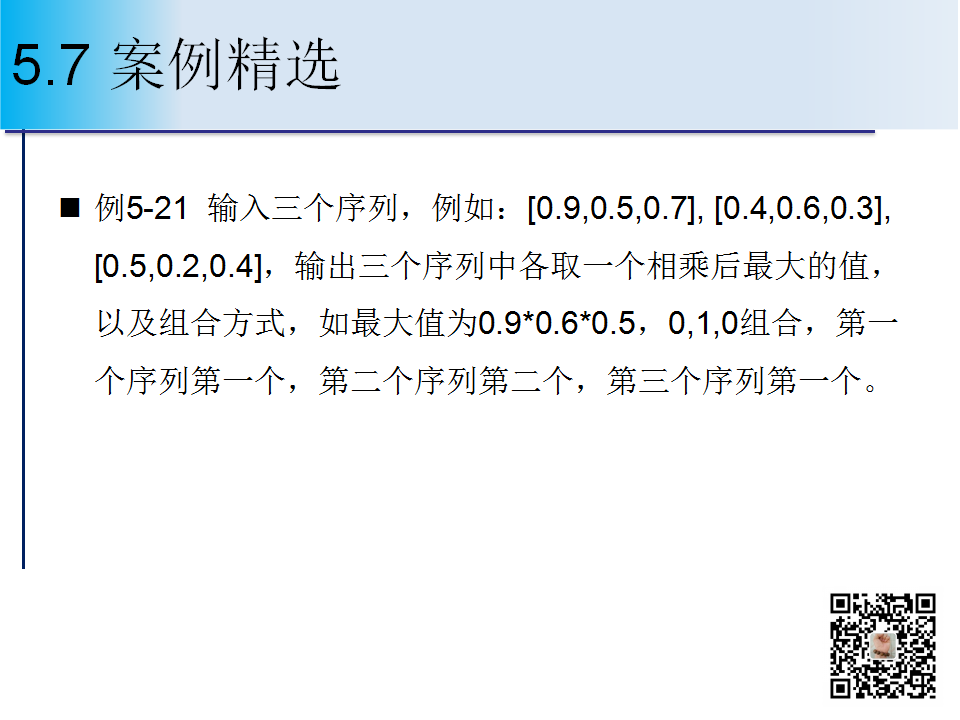 5.7 案例精选
例5-21 输入三个序列，例如：[0.9,0.5,0.7], [0.4,0.6,0.3],
[0.5,0.2,0.4]，输出三个序列中各取一个相乘后最大的值，
以及组合方式，如最大值为0.9*0.6*0.5，0,1,0组合，第一
个序列第一个，第二个序列第二个，第三个序列第一个。